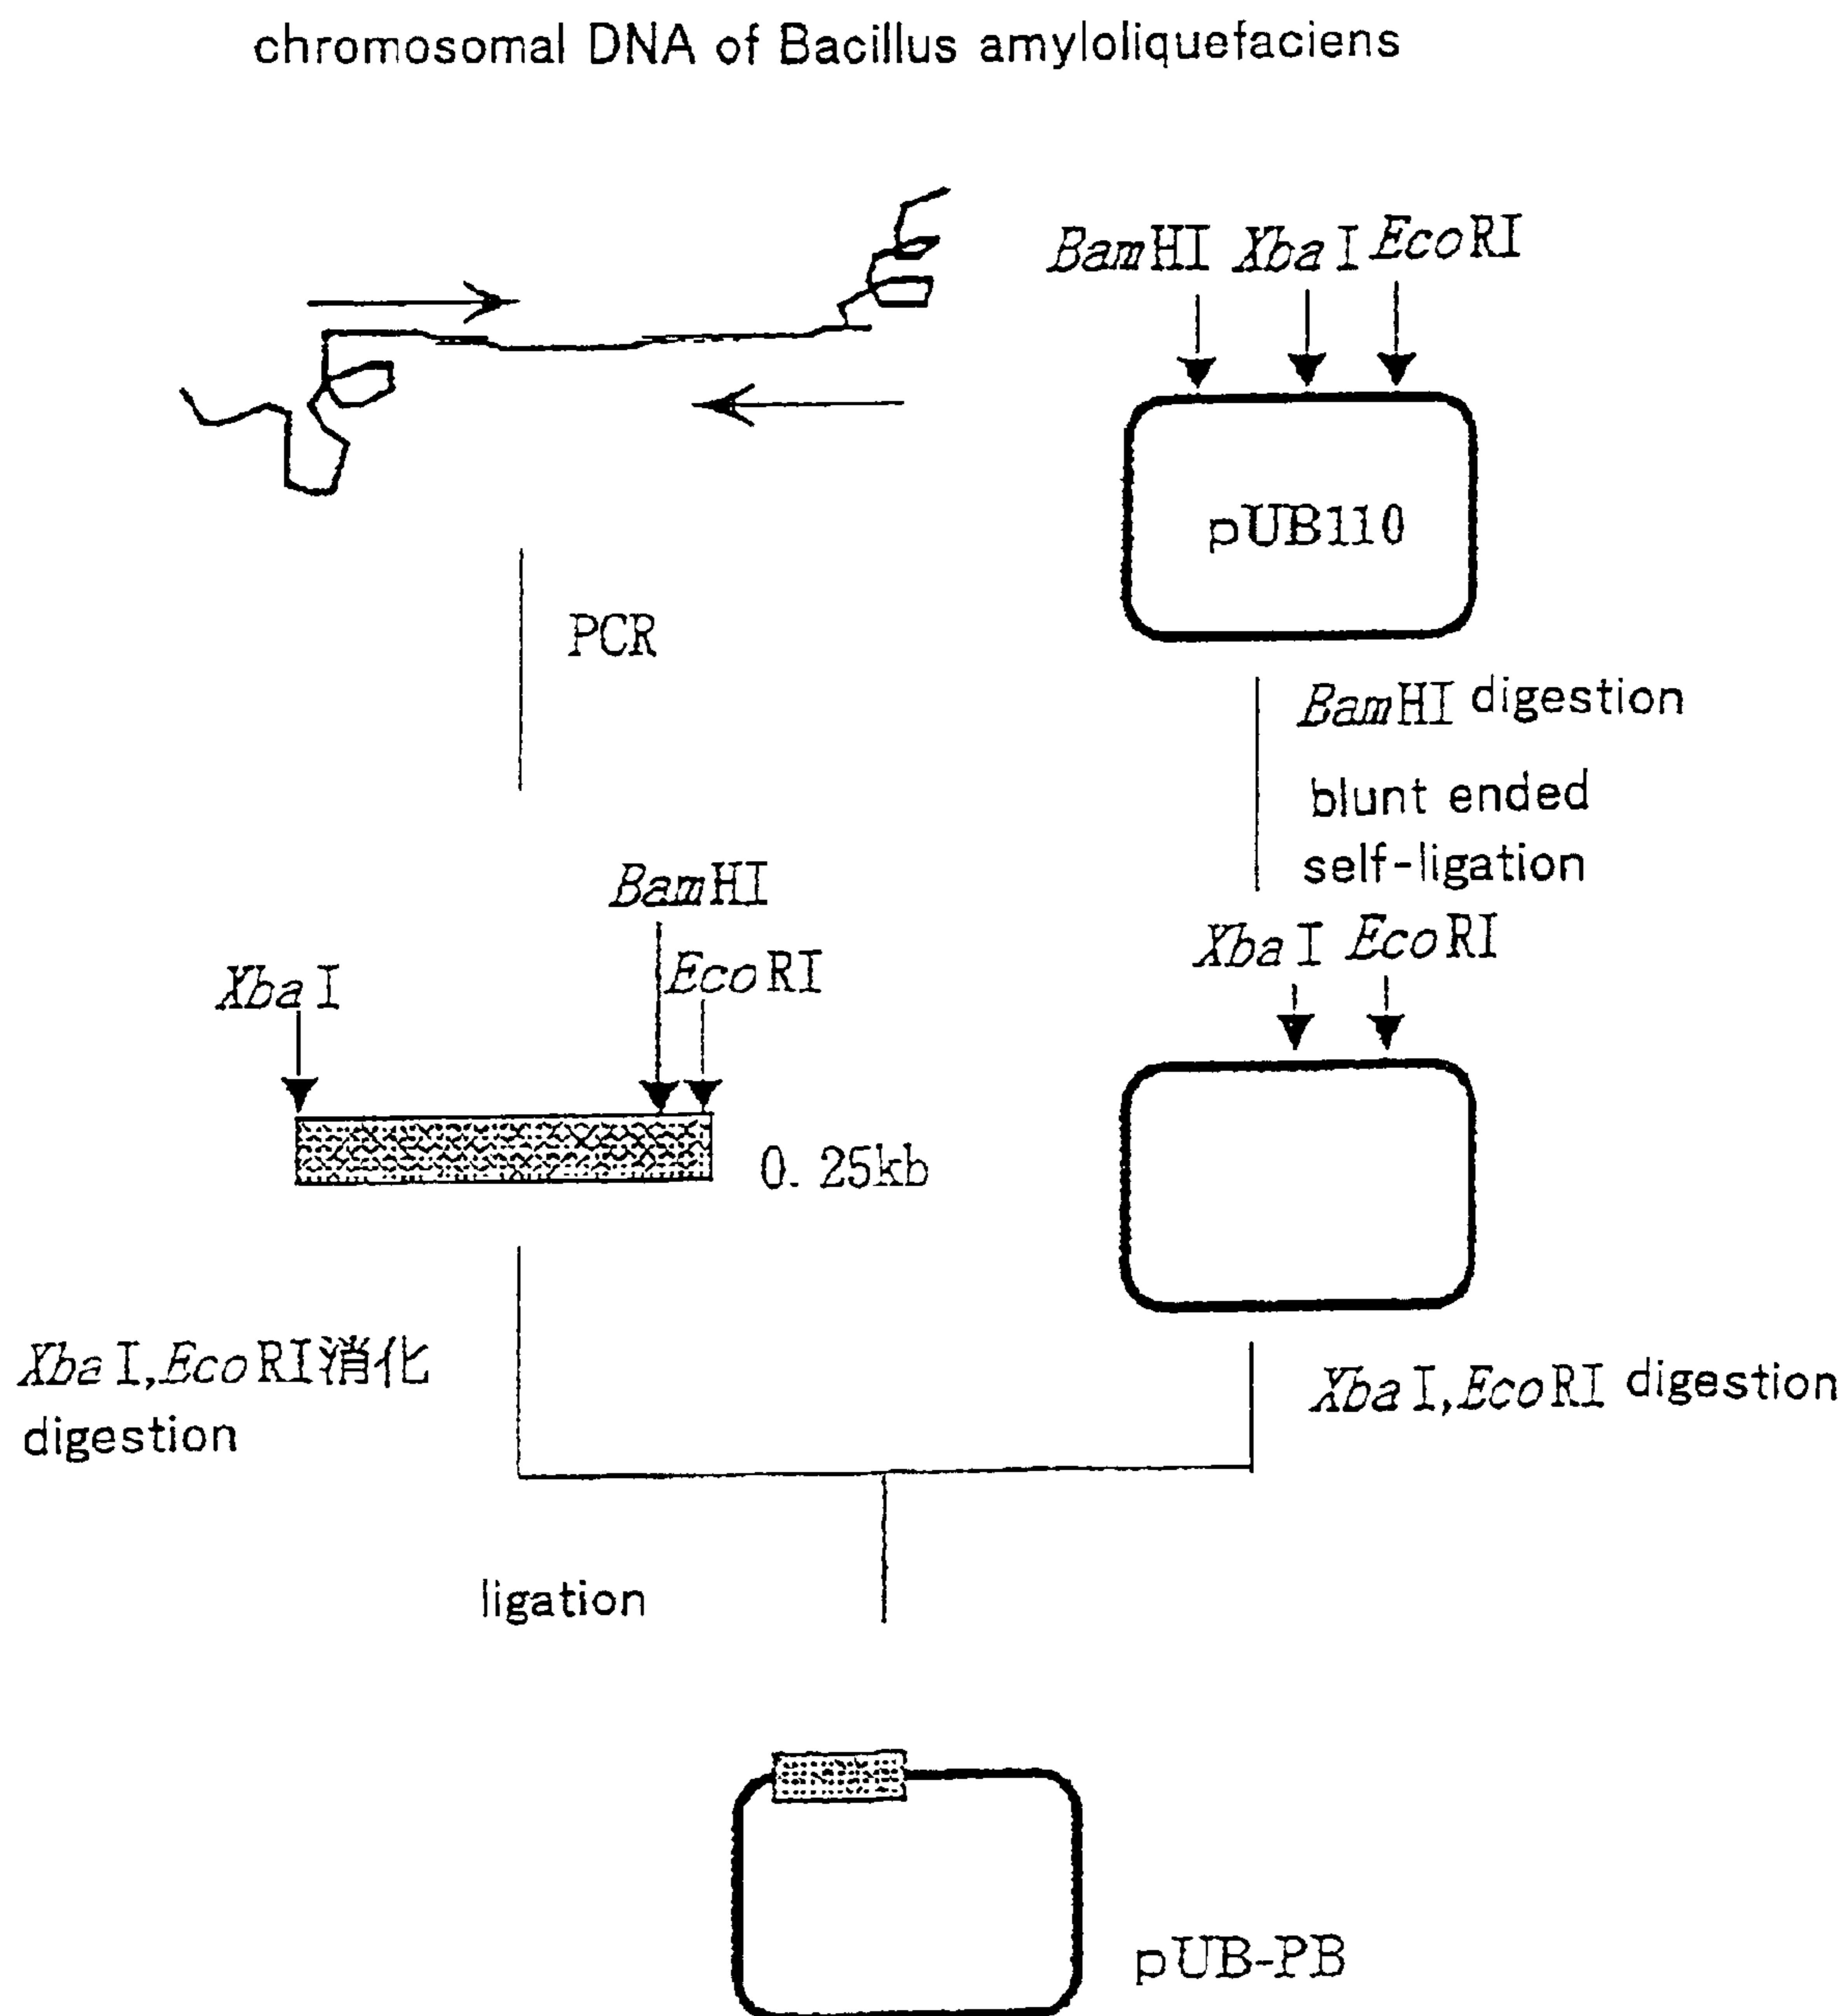 chromosomal DNA of Bacillus amyloliquefaciens
BamHI XbaI EcoRI
pUB110
PCR
BamHI digestion
blunt ended
self-ligation
BamHI
XbaI
EcoRI
0. 25kb
XbaI EcoRI
XbaI,EcoRI消化
digestion
XbaI,EcoRI digestion
ligation
pUB-PB